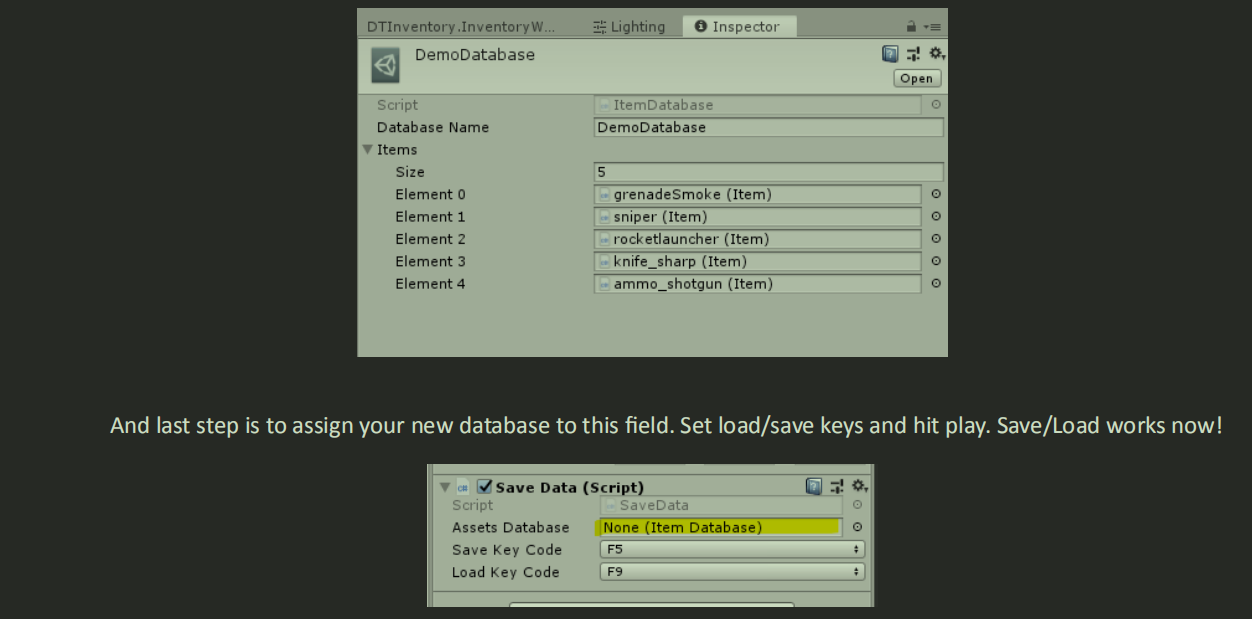 DTInventory.InventoryW... Lighting Inspector
DemoDatabase
Open
Script ItemDatabase
Database Name DemoDatabase
Items
Size 5
Element 0 grenadeSmoke (Item)
Element 1 sniper (Item)
Element 2 rocketlauncher (Item)
Element 3 knife_sharp (Item)
Element 4 ammo_shotgun (Item)
And last step is to assign your new database to this field. Set load/save keys and hit play. Save/Load works now!
Save Data (Script)
Script SaveData
Assets Database None (Item Database)
Save Key Code F5
Load Key Code F9